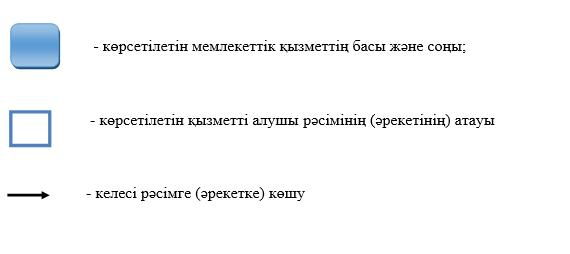 - көрсетілетін мемлекеттік қызметтің басы және соңы;
- көрсетілетін қызметті алушы рәсімінің (әрекетінің) атауы
- келесі рәсімге (әрекетке) көшу